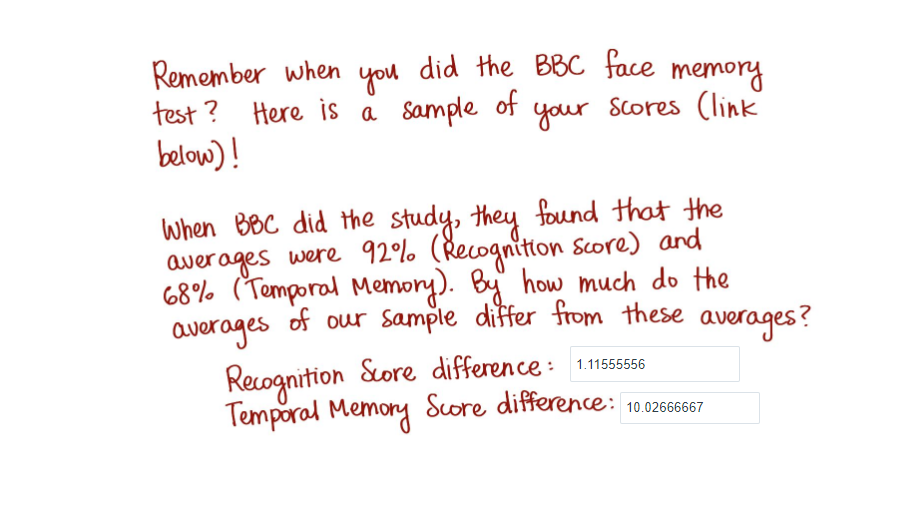 Remember when you did the BBC face memory
test? Here is a sample of your scores (link
below)!
When BBC did the study, they found that the
averages were 92% (Recognition Score) and
68% (Temporal Memory). By how much do the
averages of our sample differ from these averages?
Recognition Score difference: 1.11555556
Temporal Memory Score difference: 10.02666667